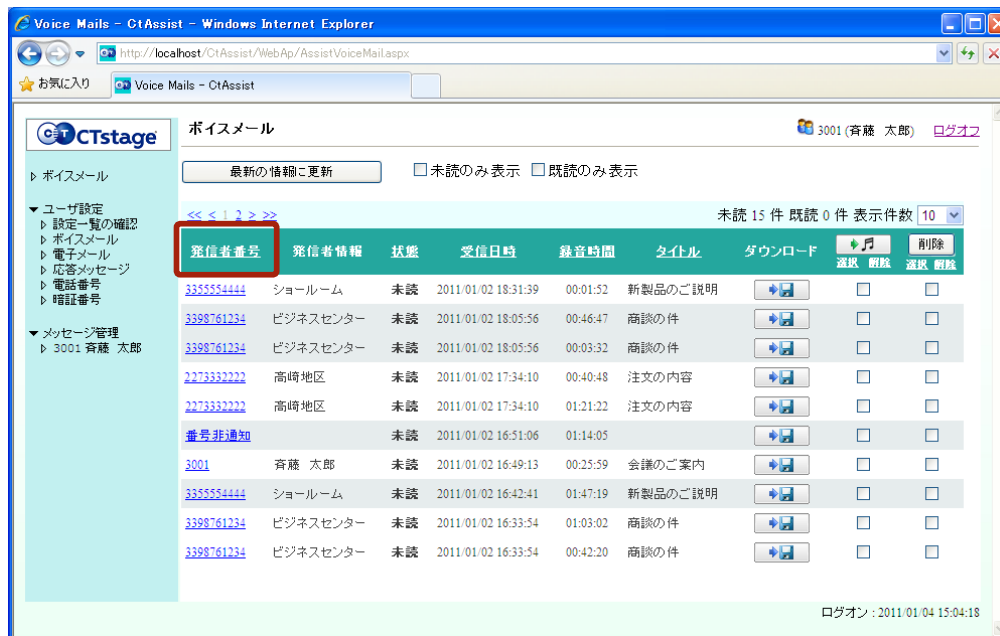 Voice Mails - CtAssist - Windows Internet Explorer
http://localhost/CtAssist/WebAp/AssistVoiceMail.aspx
お気に入り Voice Mails - CtAssist
CTstage
ボイスメール 3001 (斉藤 太郎) ログオフ
ボイスメール
ユーザ設定
設定一覧の確認
ボイスメール
電子メール
応答メッセージ
電話番号
暗証番号
メッセージ管理
3001 斉藤 太郎
最新の情報に更新 未読のみ表示 既読のみ表示
<< < 1 2 > >> 未読 15 件 既読 0 件 表示件数 10
発信者番号 発信者情報 状態 受信日時 録音時間 タイトル ダウンロード 選択 解除 削除 選択 解除
3355554444 ショールーム 未読 2011/01/02 18:31:39 00:01:52 新製品のご説明
3398761234 ビジネスセンター 未読 2011/01/02 18:05:56 00:46:47 商談の件
3398761234 ビジネスセンター 未読 2011/01/02 18:05:56 00:03:32 商談の件
2273332222 高崎地区 未読 2011/01/02 17:34:10 00:40:48 注文の内容
2273332222 高崎地区 未読 2011/01/02 17:34:10 01:21:22 注文の内容
番号非通知 未読 2011/01/02 16:51:06 01:14:05
3001 斉藤 太郎 未読 2011/01/02 16:49:13 00:25:59 会議のご案内
3355554444 ショールーム 未読 2011/01/02 16:42:41 01:47:19 新製品のご説明
3398761234 ビジネスセンター 未読 2011/01/02 16:33:54 01:03:02 商談の件
3398761234 ビジネスセンター 未読 2011/01/02 16:33:54 00:42:20 商談の件
ログオン : 2011/01/04 15:04:18